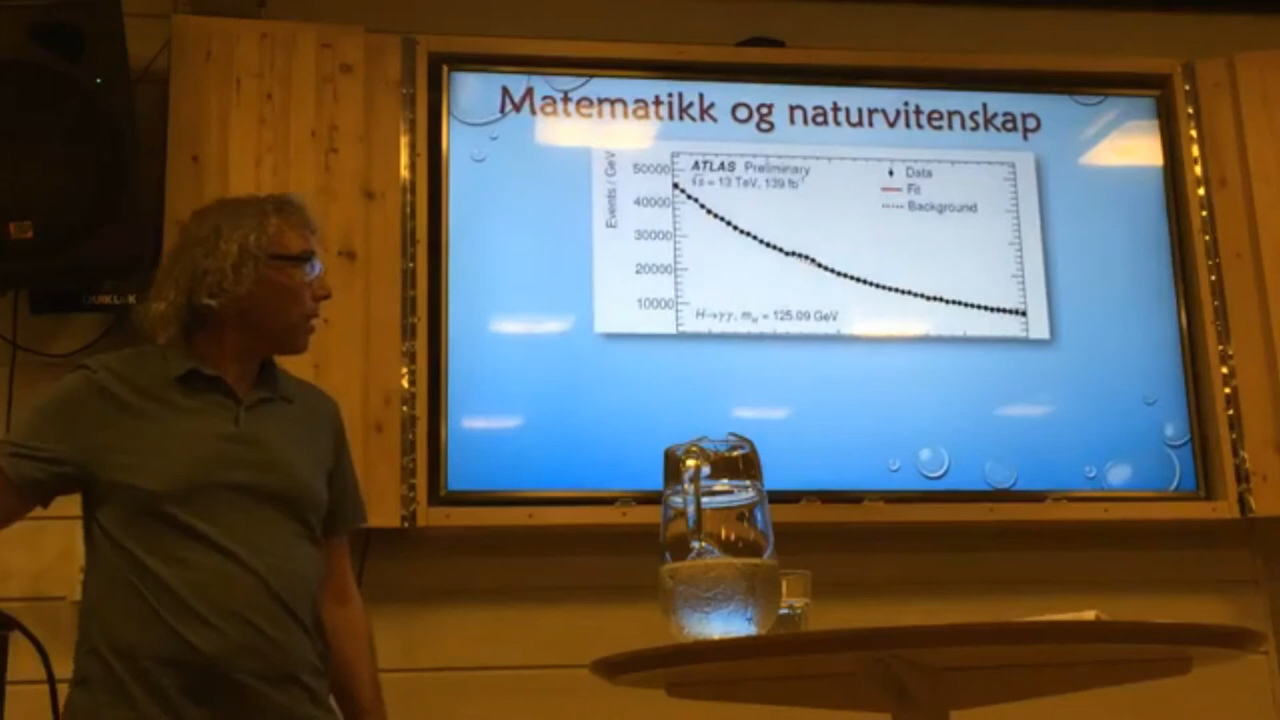 Matematikk og naturvitenskap
Events / GeV
50000
40000
30000
20000
10000
ATLAS Preliminary
√s = 13 TeV, 139 fb⁻¹
Data
Fit
Background
H→γγ, mH = 125.09 GeV